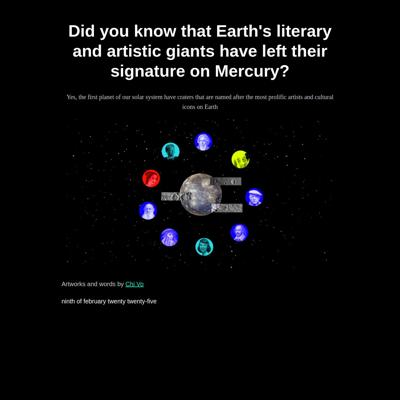 Did you know that Earth's literary
and artistic giants have left their
signature on Mercury?
Yes, the first planet of our solar system have craters that are named after the most prolific artists and cultural
icons on Earth
Artworks and words by Chi Vo
ninth of february twenty twenty-five